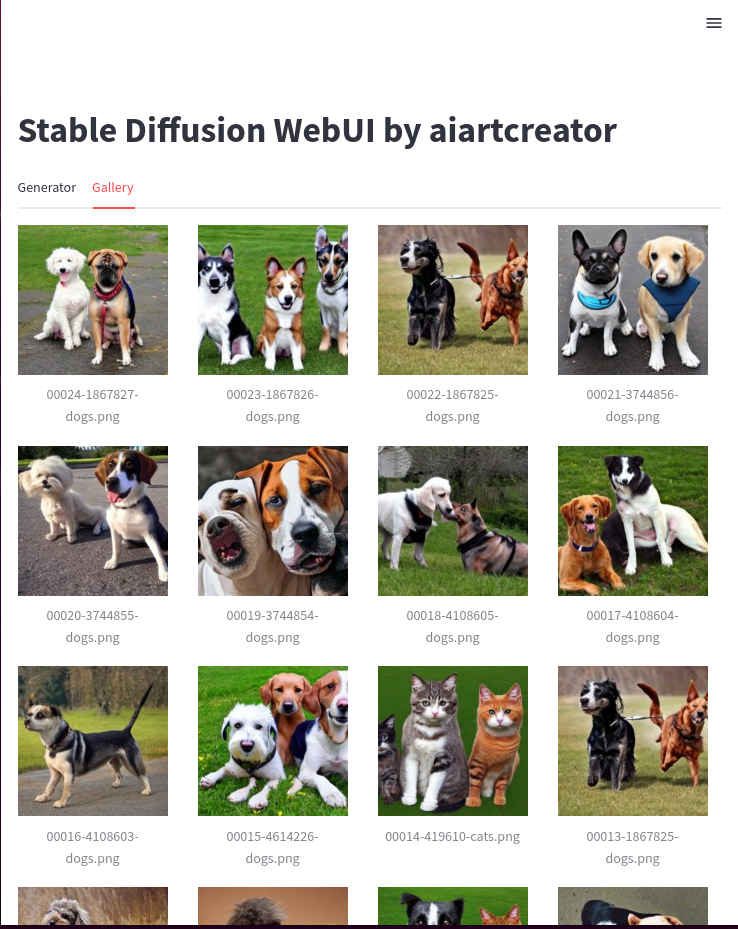 Stable Diffusion WebUI by aiartcreator
Generator Gallery
00024-1867827-
dogs.png
00023-1867826-
dogs.png
00022-1867825-
dogs.png
00021-3744856-
dogs.png
00020-3744855-
dogs.png
00019-3744854-
dogs.png
00018-4108605-
dogs.png
00017-4108604-
dogs.png
00016-4108603-
dogs.png
00015-4614226-
dogs.png
00014-419610-cats.png
00013-1867825-
dogs.png